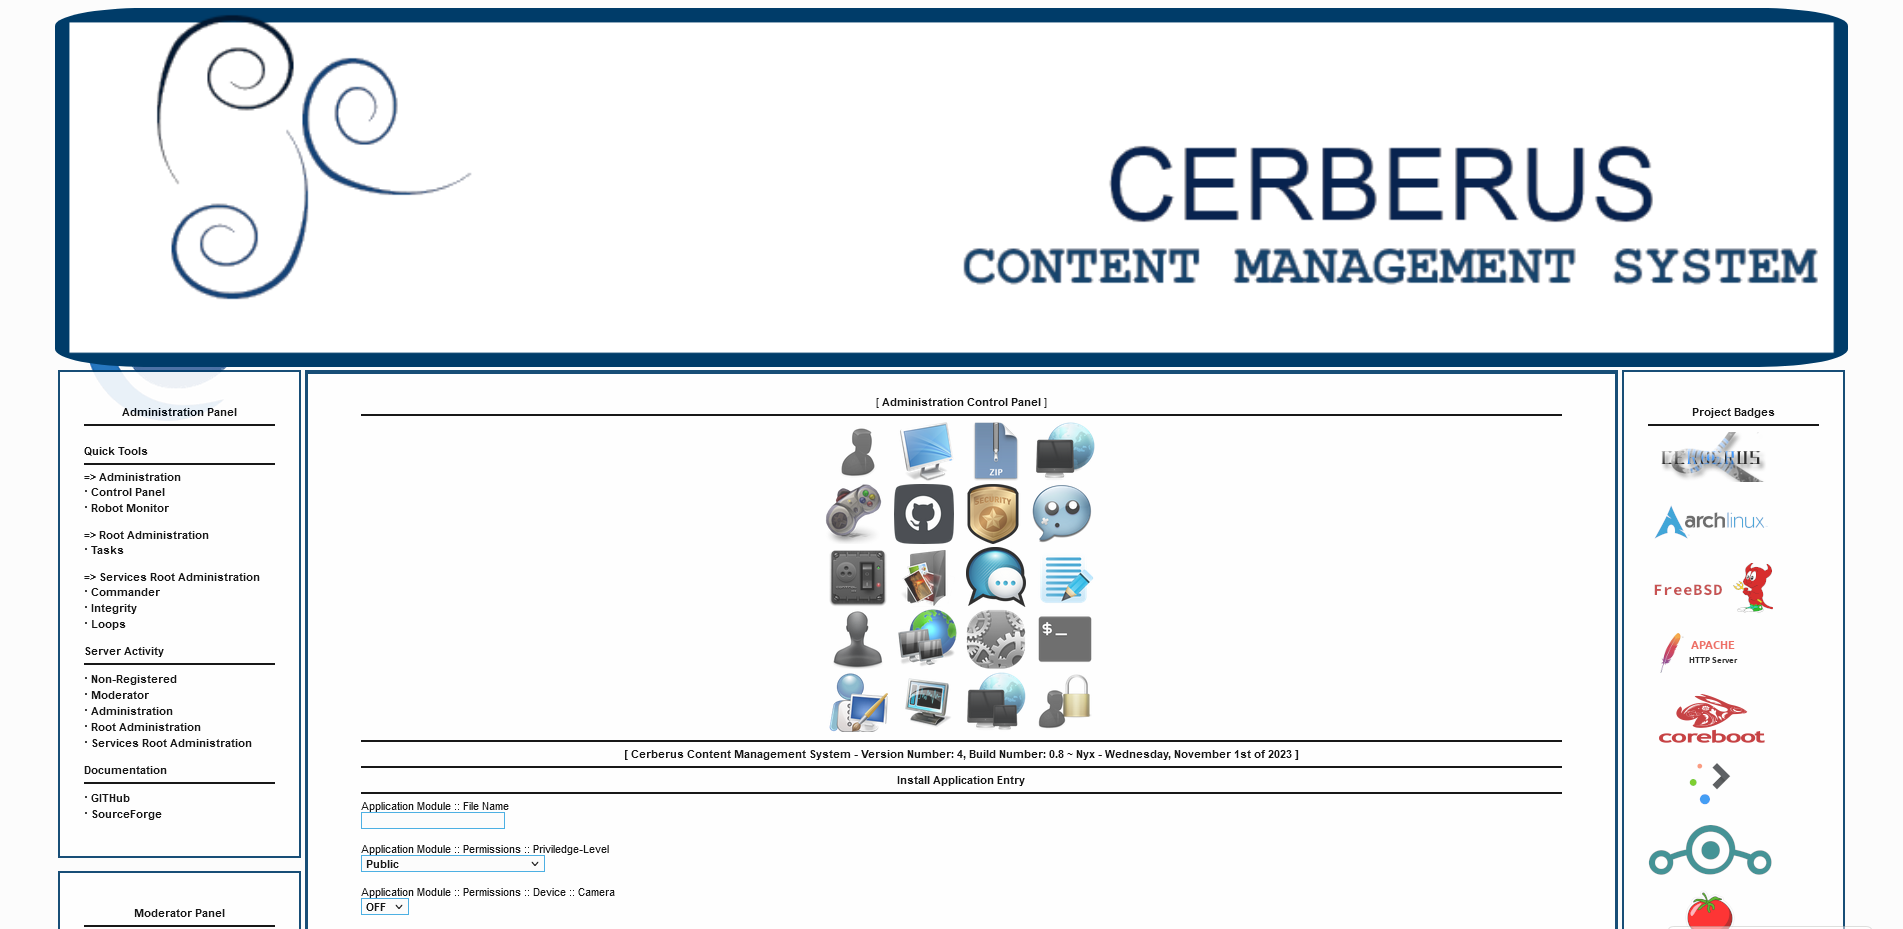 CERBERUS
CONTENT MANAGEMENT SYSTEM
Administration Panel
Quick Tools
=> Administration
· Control Panel
· Robot Monitor
=> Root Administration
· Tasks
=> Services Root Administration
· Commander
· Integrity
· Loops
Server Activity
· Non-Registered
· Moderator
· Administration
· Root Administration
· Services Root Administration
Documentation
· GITHub
· SourceForge
Moderator Panel
[ Administration Control Panel ]
ZIP
SECURITY
$_
[ Cerberus Content Management System - Version Number: 4, Build Number: 0.8 ~ Nyx - Wednesday, November 1st of 2023 ]
Install Application Entry
Application Module :: File Name
Application Module :: Permissions :: Priviledge-Level
Public
Application Module :: Permissions :: Device :: Camera
OFF
Project Badges
CERBERUS
archlinux
FreeBSD
APACHE
HTTP Server
coreboot